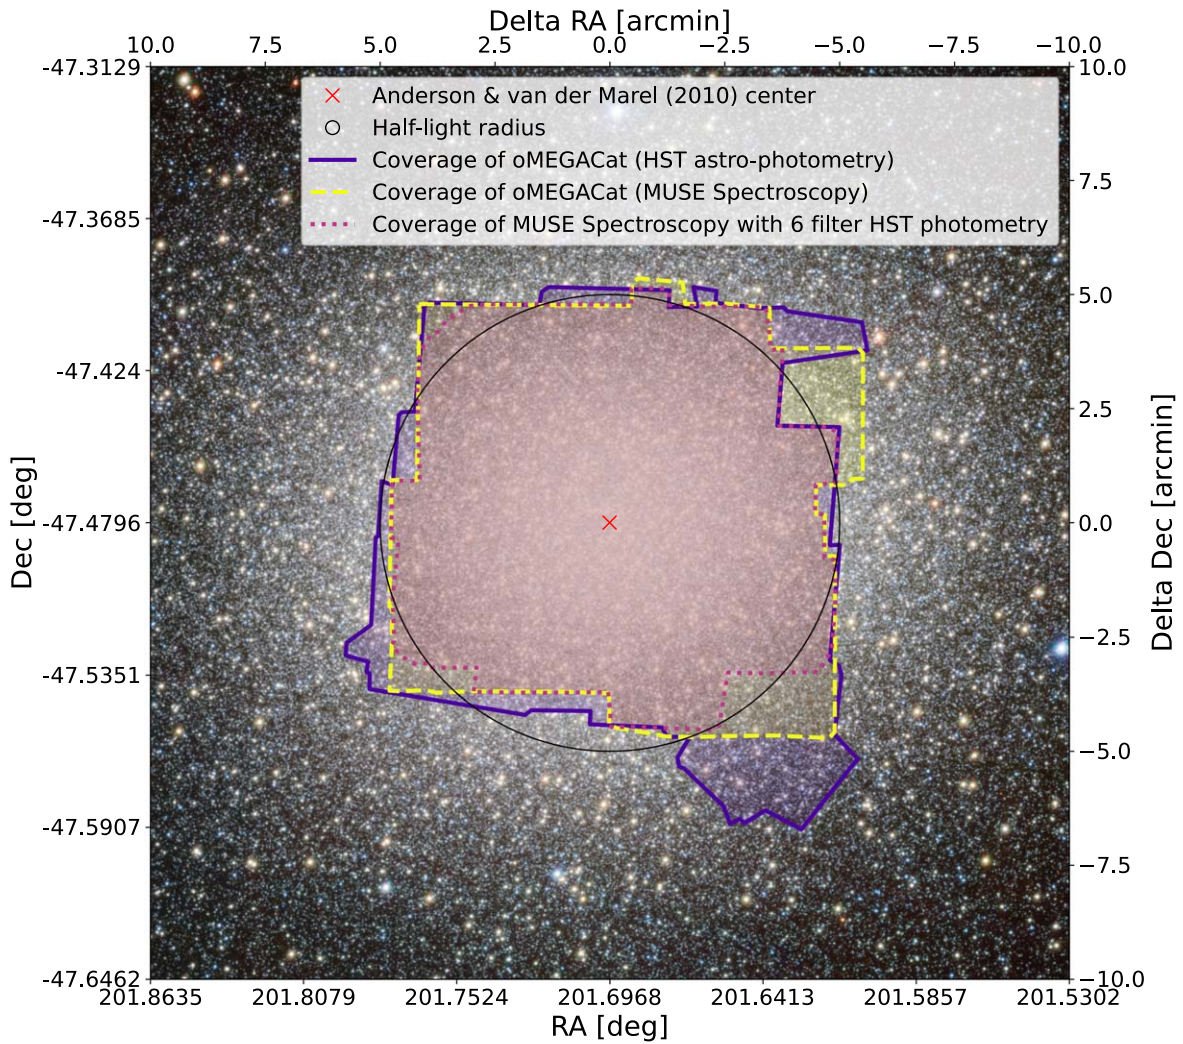 Delta RA [arcmin]
10.0 7.5 5.0 2.5 0.0 −2.5 −5.0 −7.5 −10.0
Anderson & van der Marel (2010) center
Half-light radius
Coverage of oMEGACat (HST astro-photometry)
Coverage of oMEGACat (MUSE Spectroscopy)
Coverage of MUSE Spectroscopy with 6 filter HST photometry
-47.3129
-47.3685
-47.424
-47.4796
-47.5351
-47.5907
-47.6462
Dec [deg]
10.0
7.5
5.0
2.5
0.0
−2.5
−5.0
−7.5
−10.0
Delta Dec [arcmin]
201.8635 201.8079 201.7524 201.6968 201.6413 201.5857 201.5302
RA [deg]